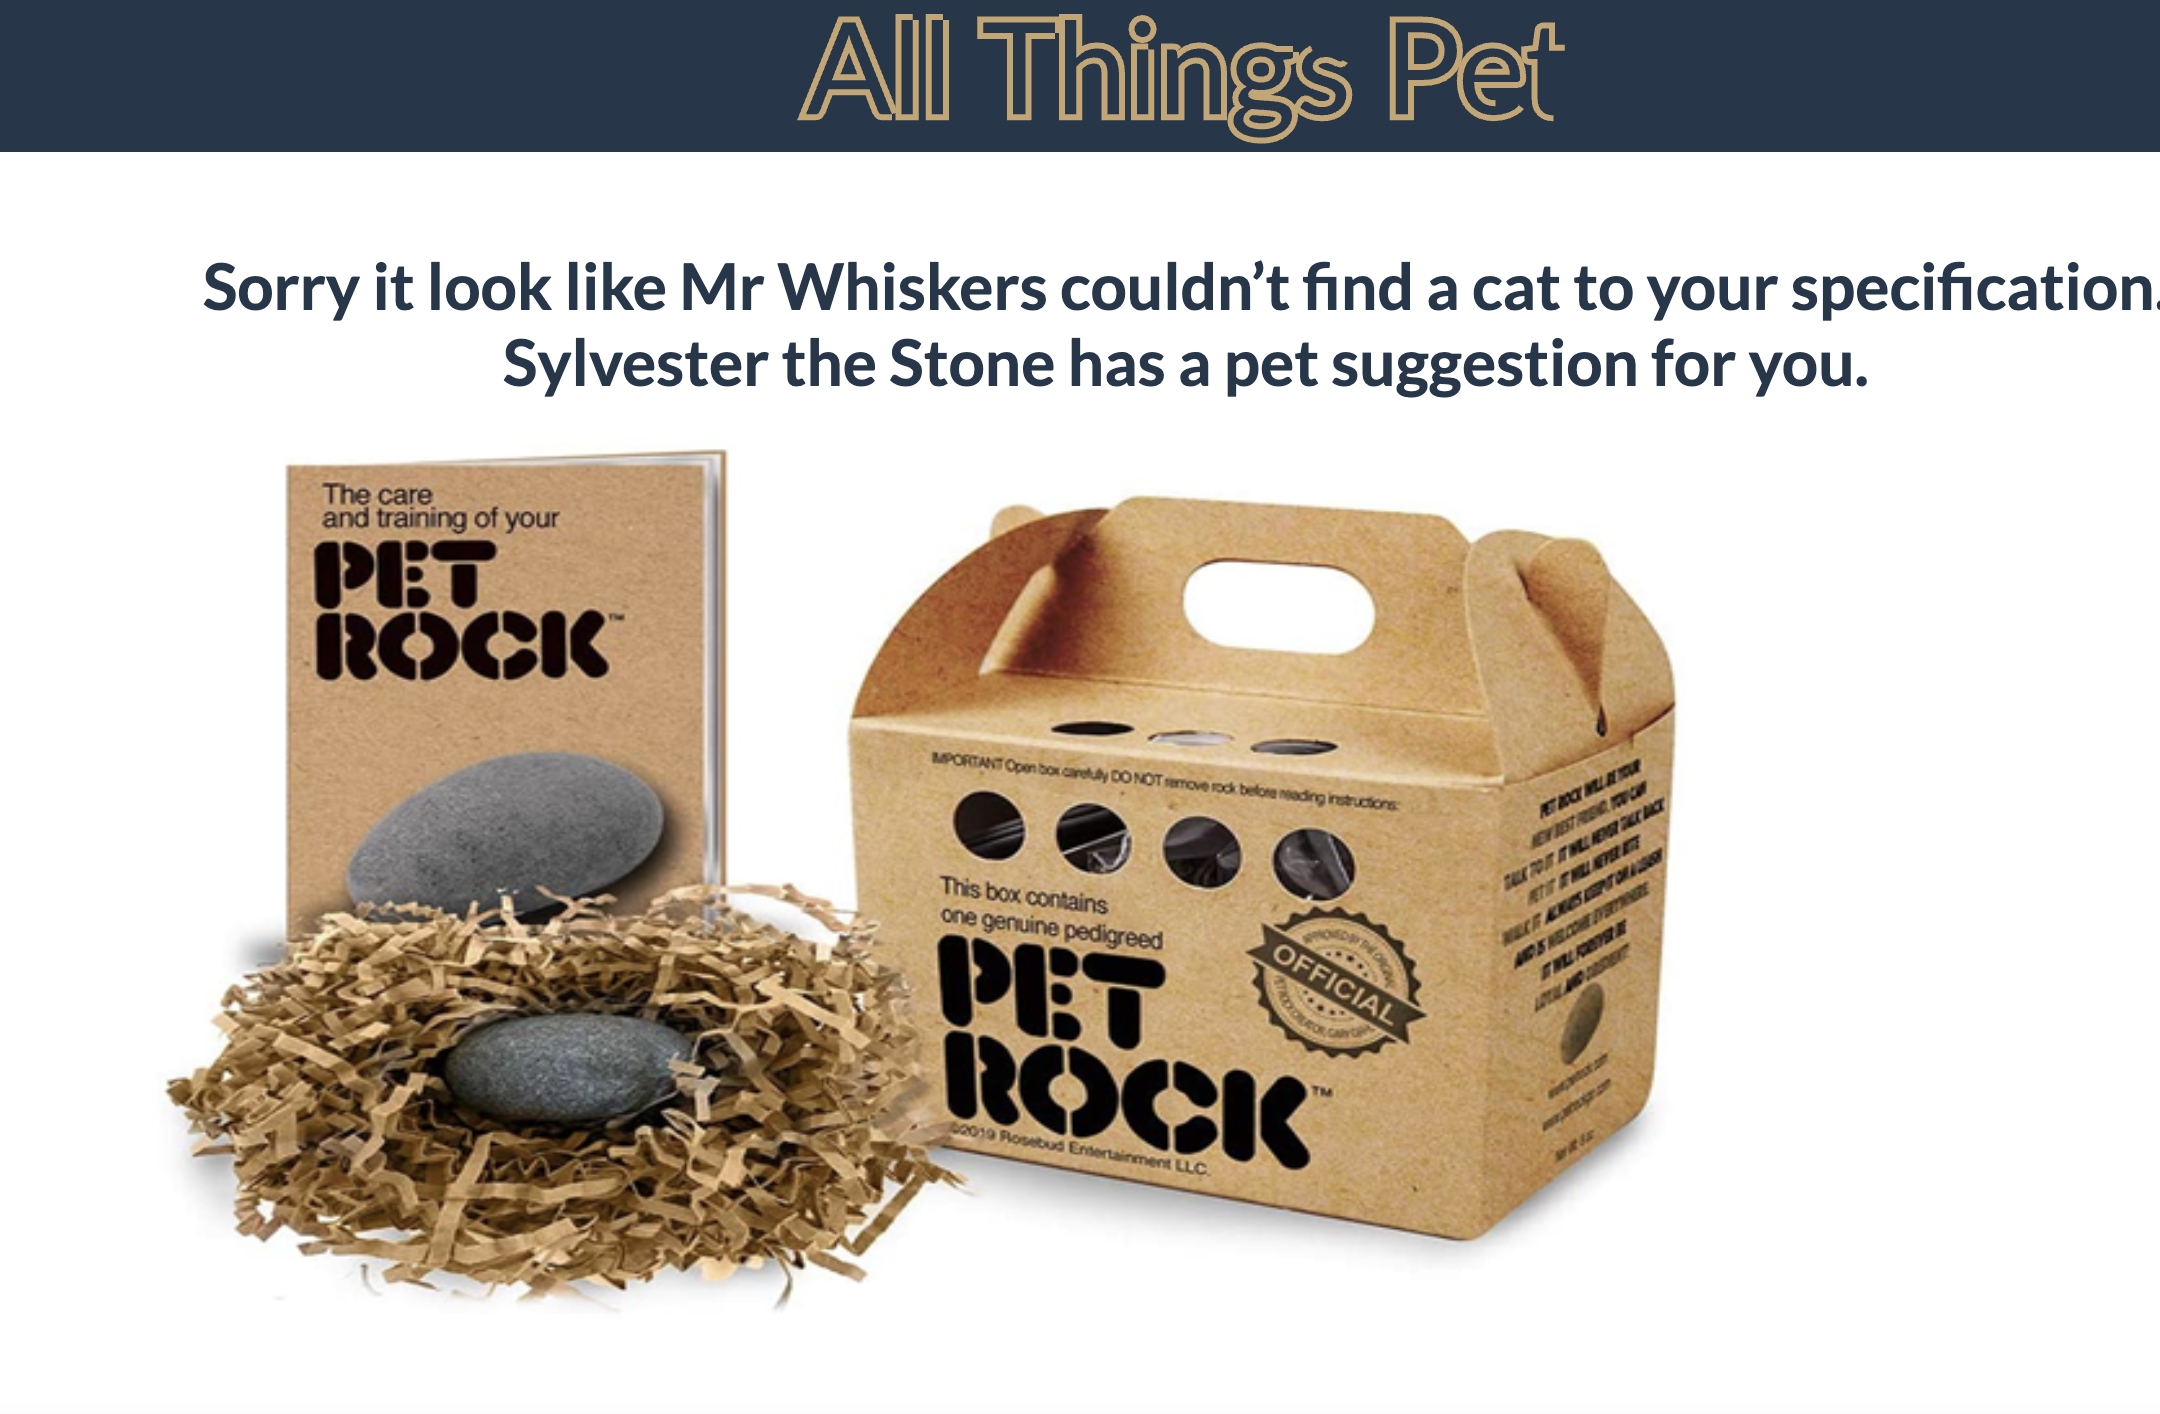 All Things Pet
Sorry it look like Mr Whiskers couldn’t find a cat to your specification.
Sylvester the Stone has a pet suggestion for you.
The care
and training of your
PET
ROCK™
IMPORTANT Open box carefully DO NOT remove rock before reading instructions:
This box contains
one genuine pedigreed
PET
ROCK™
©2019 Rosebud Entertainment LLC.
APPROVED BY THE ORIGINAL
OFFICIAL
PET ROCK WILL BE YOUR
NEW BEST FRIEND. YOU CAN
TALK TO IT IT WILL NEVER TALK BACK
PET IT IT WILL NEVER BITE
WALK IT ALWAYS KEEP IT ON A LEASH
AND IS WELCOME EVERYWHERE
IT WILL FOREVER BE
LOYAL AND